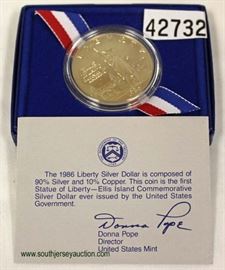 42732
The 1986 Liberty Silver Dollar is composed of
90% Silver and 10% Copper. This coin is the first
Statue of Liberty—Ellis Island Commemorative
Silver Dollar ever issued by the United States
Government.
Donna Pope
Donna Pope
Director
United States Mint
www.southjerseyauction.com